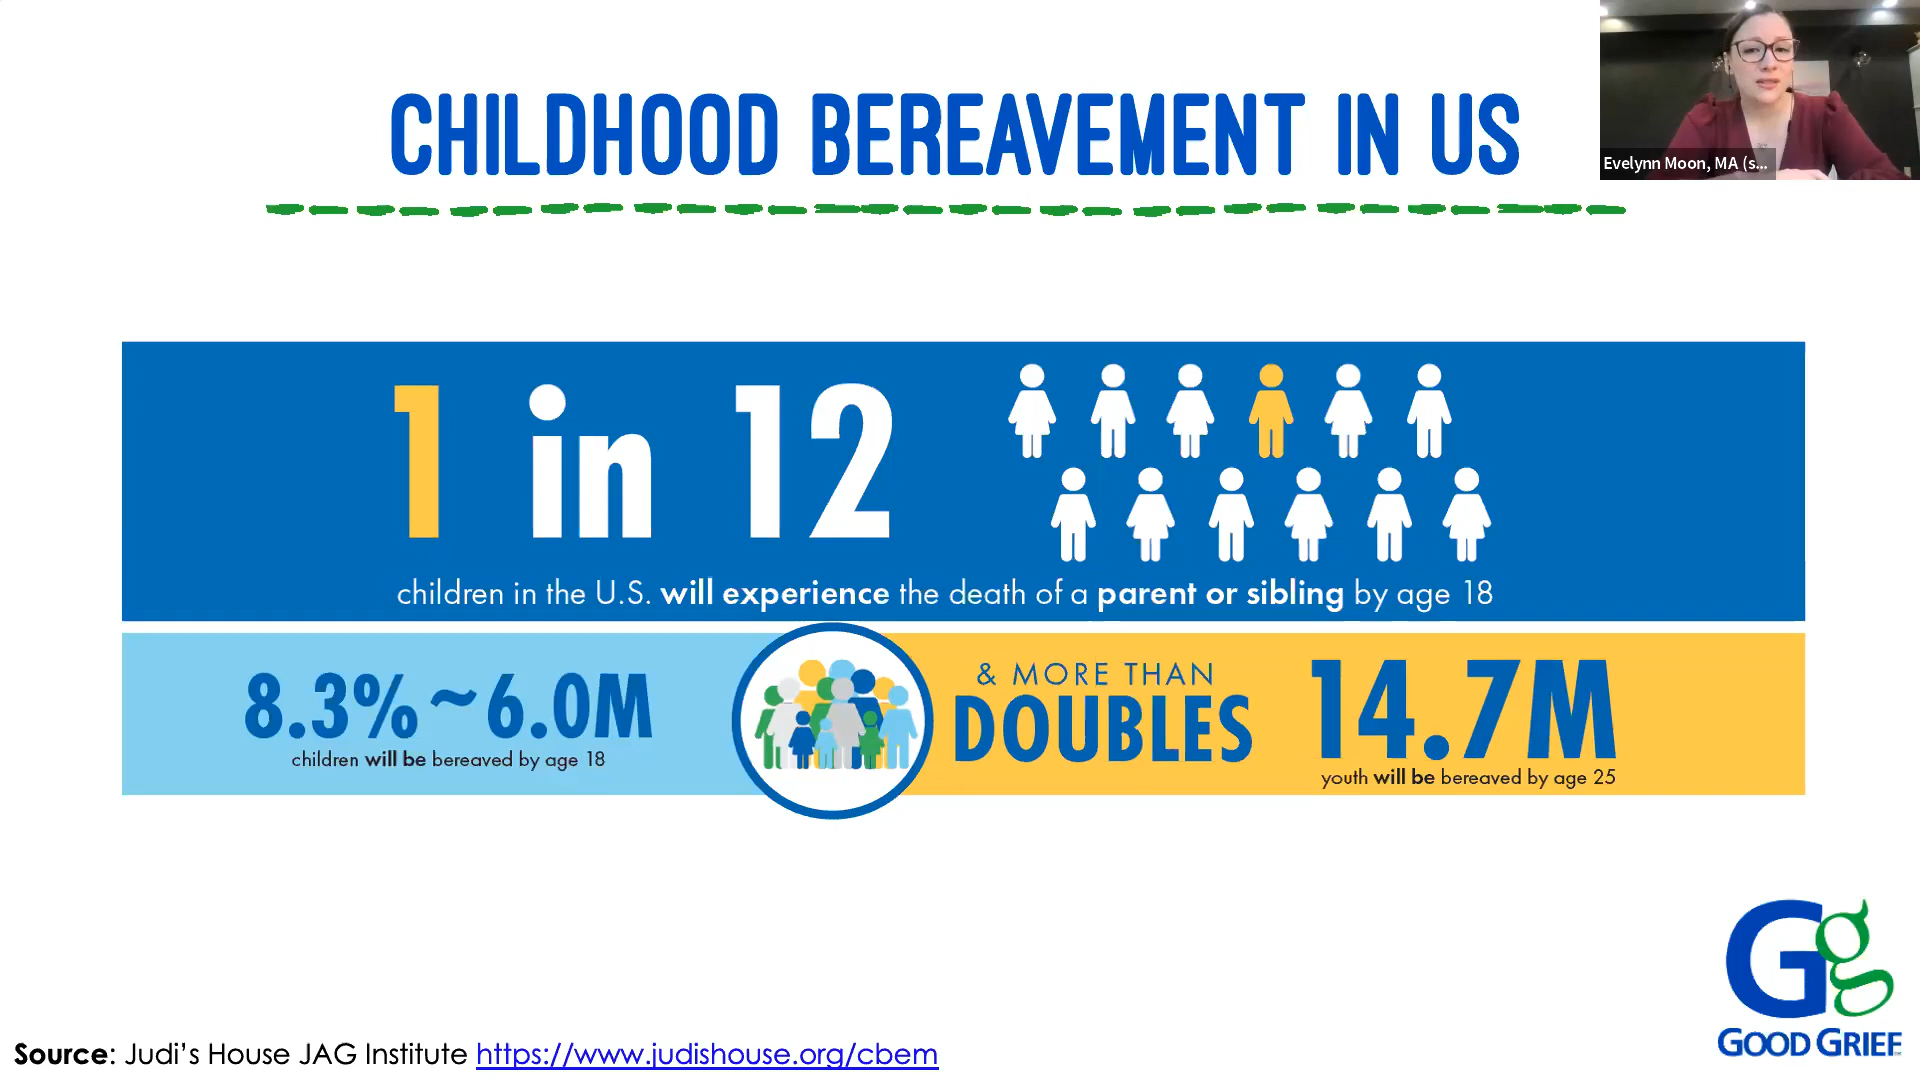 CHILDHOOD BEREAVEMENT IN US
Evelynn Moon, MA (s...
1 in 12
children in the U.S. will experience the death of a parent or sibling by age 18
8.3% ~ 6.0M
children will be bereaved by age 18
& MORE THAN
DOUBLES
14.7M
youth will be bereaved by age 25
Gg
GOOD GRIEF
Source: Judi's House JAG Institute https://www.judishouse.org/cbem